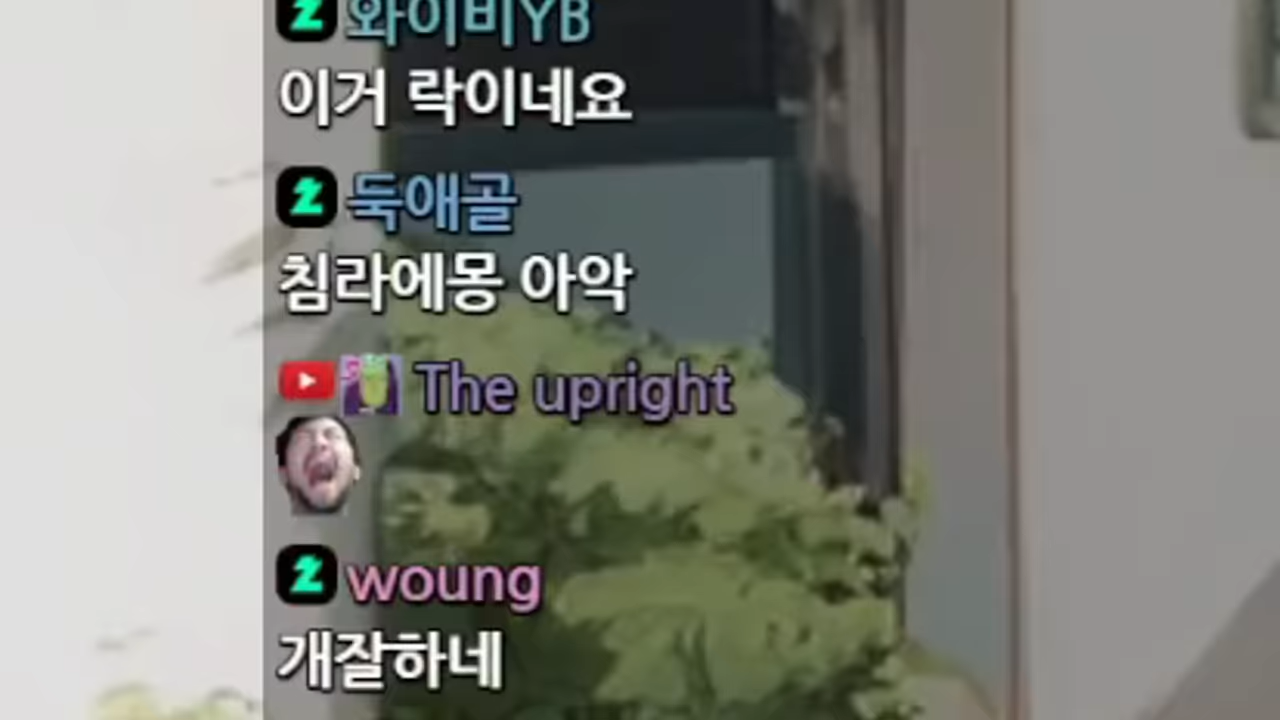 와이비YB
이거 락이네요
둑애골
침라에몽 아악
The upright
woung
개잘하네